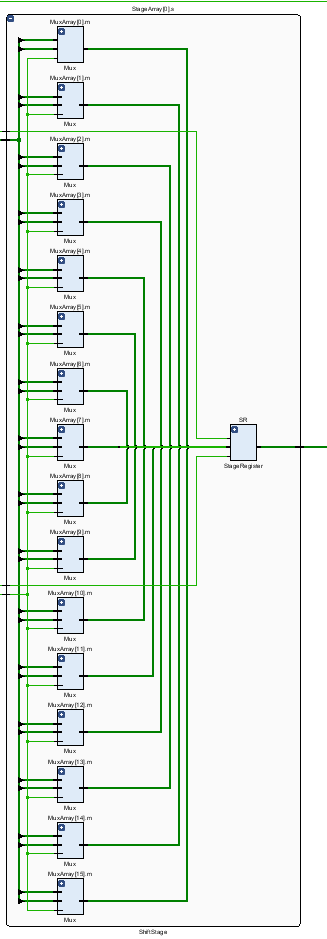 StageArray[0].s
MuxArray[0].m
Mux
MuxArray[1].m
Mux
MuxArray[2].m
Mux
MuxArray[3].m
Mux
MuxArray[4].m
Mux
MuxArray[5].m
Mux
MuxArray[6].m
Mux
MuxArray[7].m
Mux
SR
StageRegister
MuxArray[8].m
Mux
MuxArray[9].m
Mux
MuxArray[10].m
Mux
MuxArray[11].m
Mux
MuxArray[12].m
Mux
MuxArray[13].m
Mux
MuxArray[14].m
Mux
MuxArray[15].m
Mux
ShiftStage